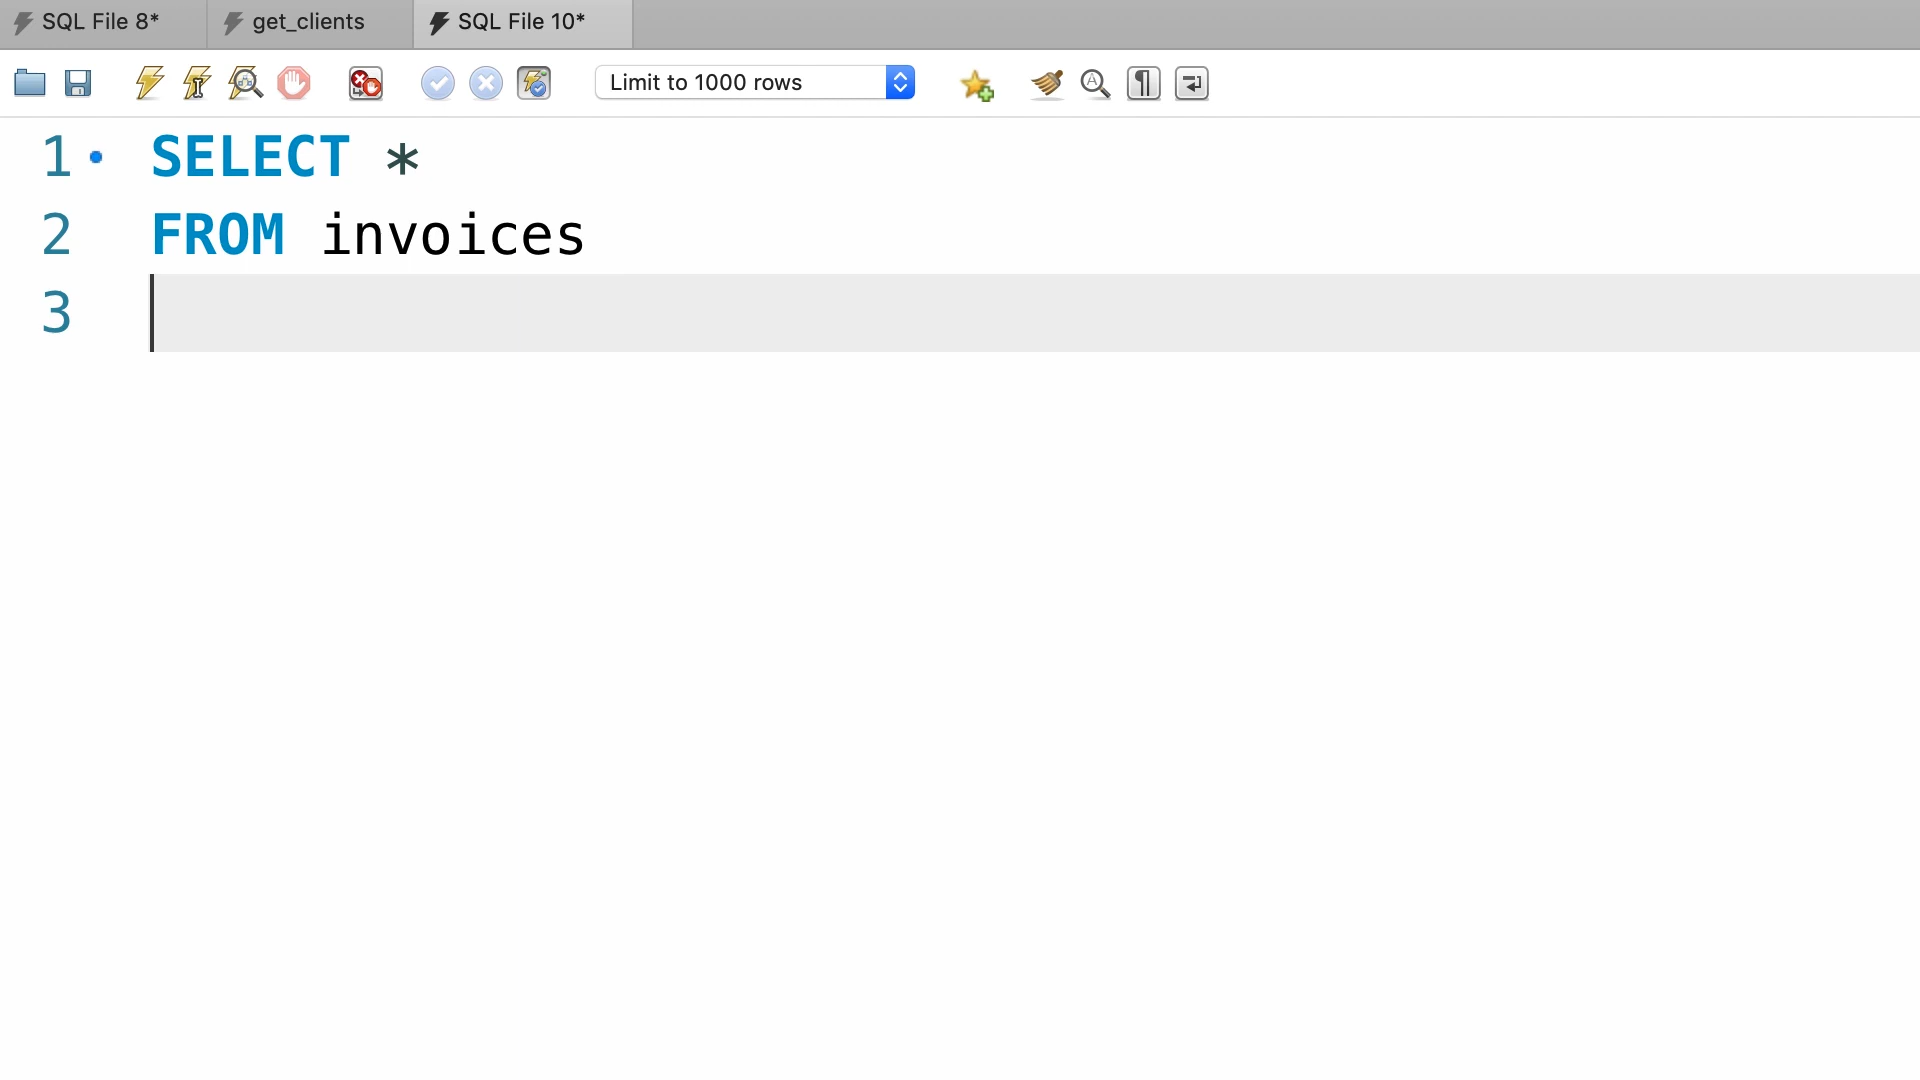 SQL File 8* get_clients SQL File 10*
Limit to 1000 rows
1 SELECT *
2 FROM invoices
3